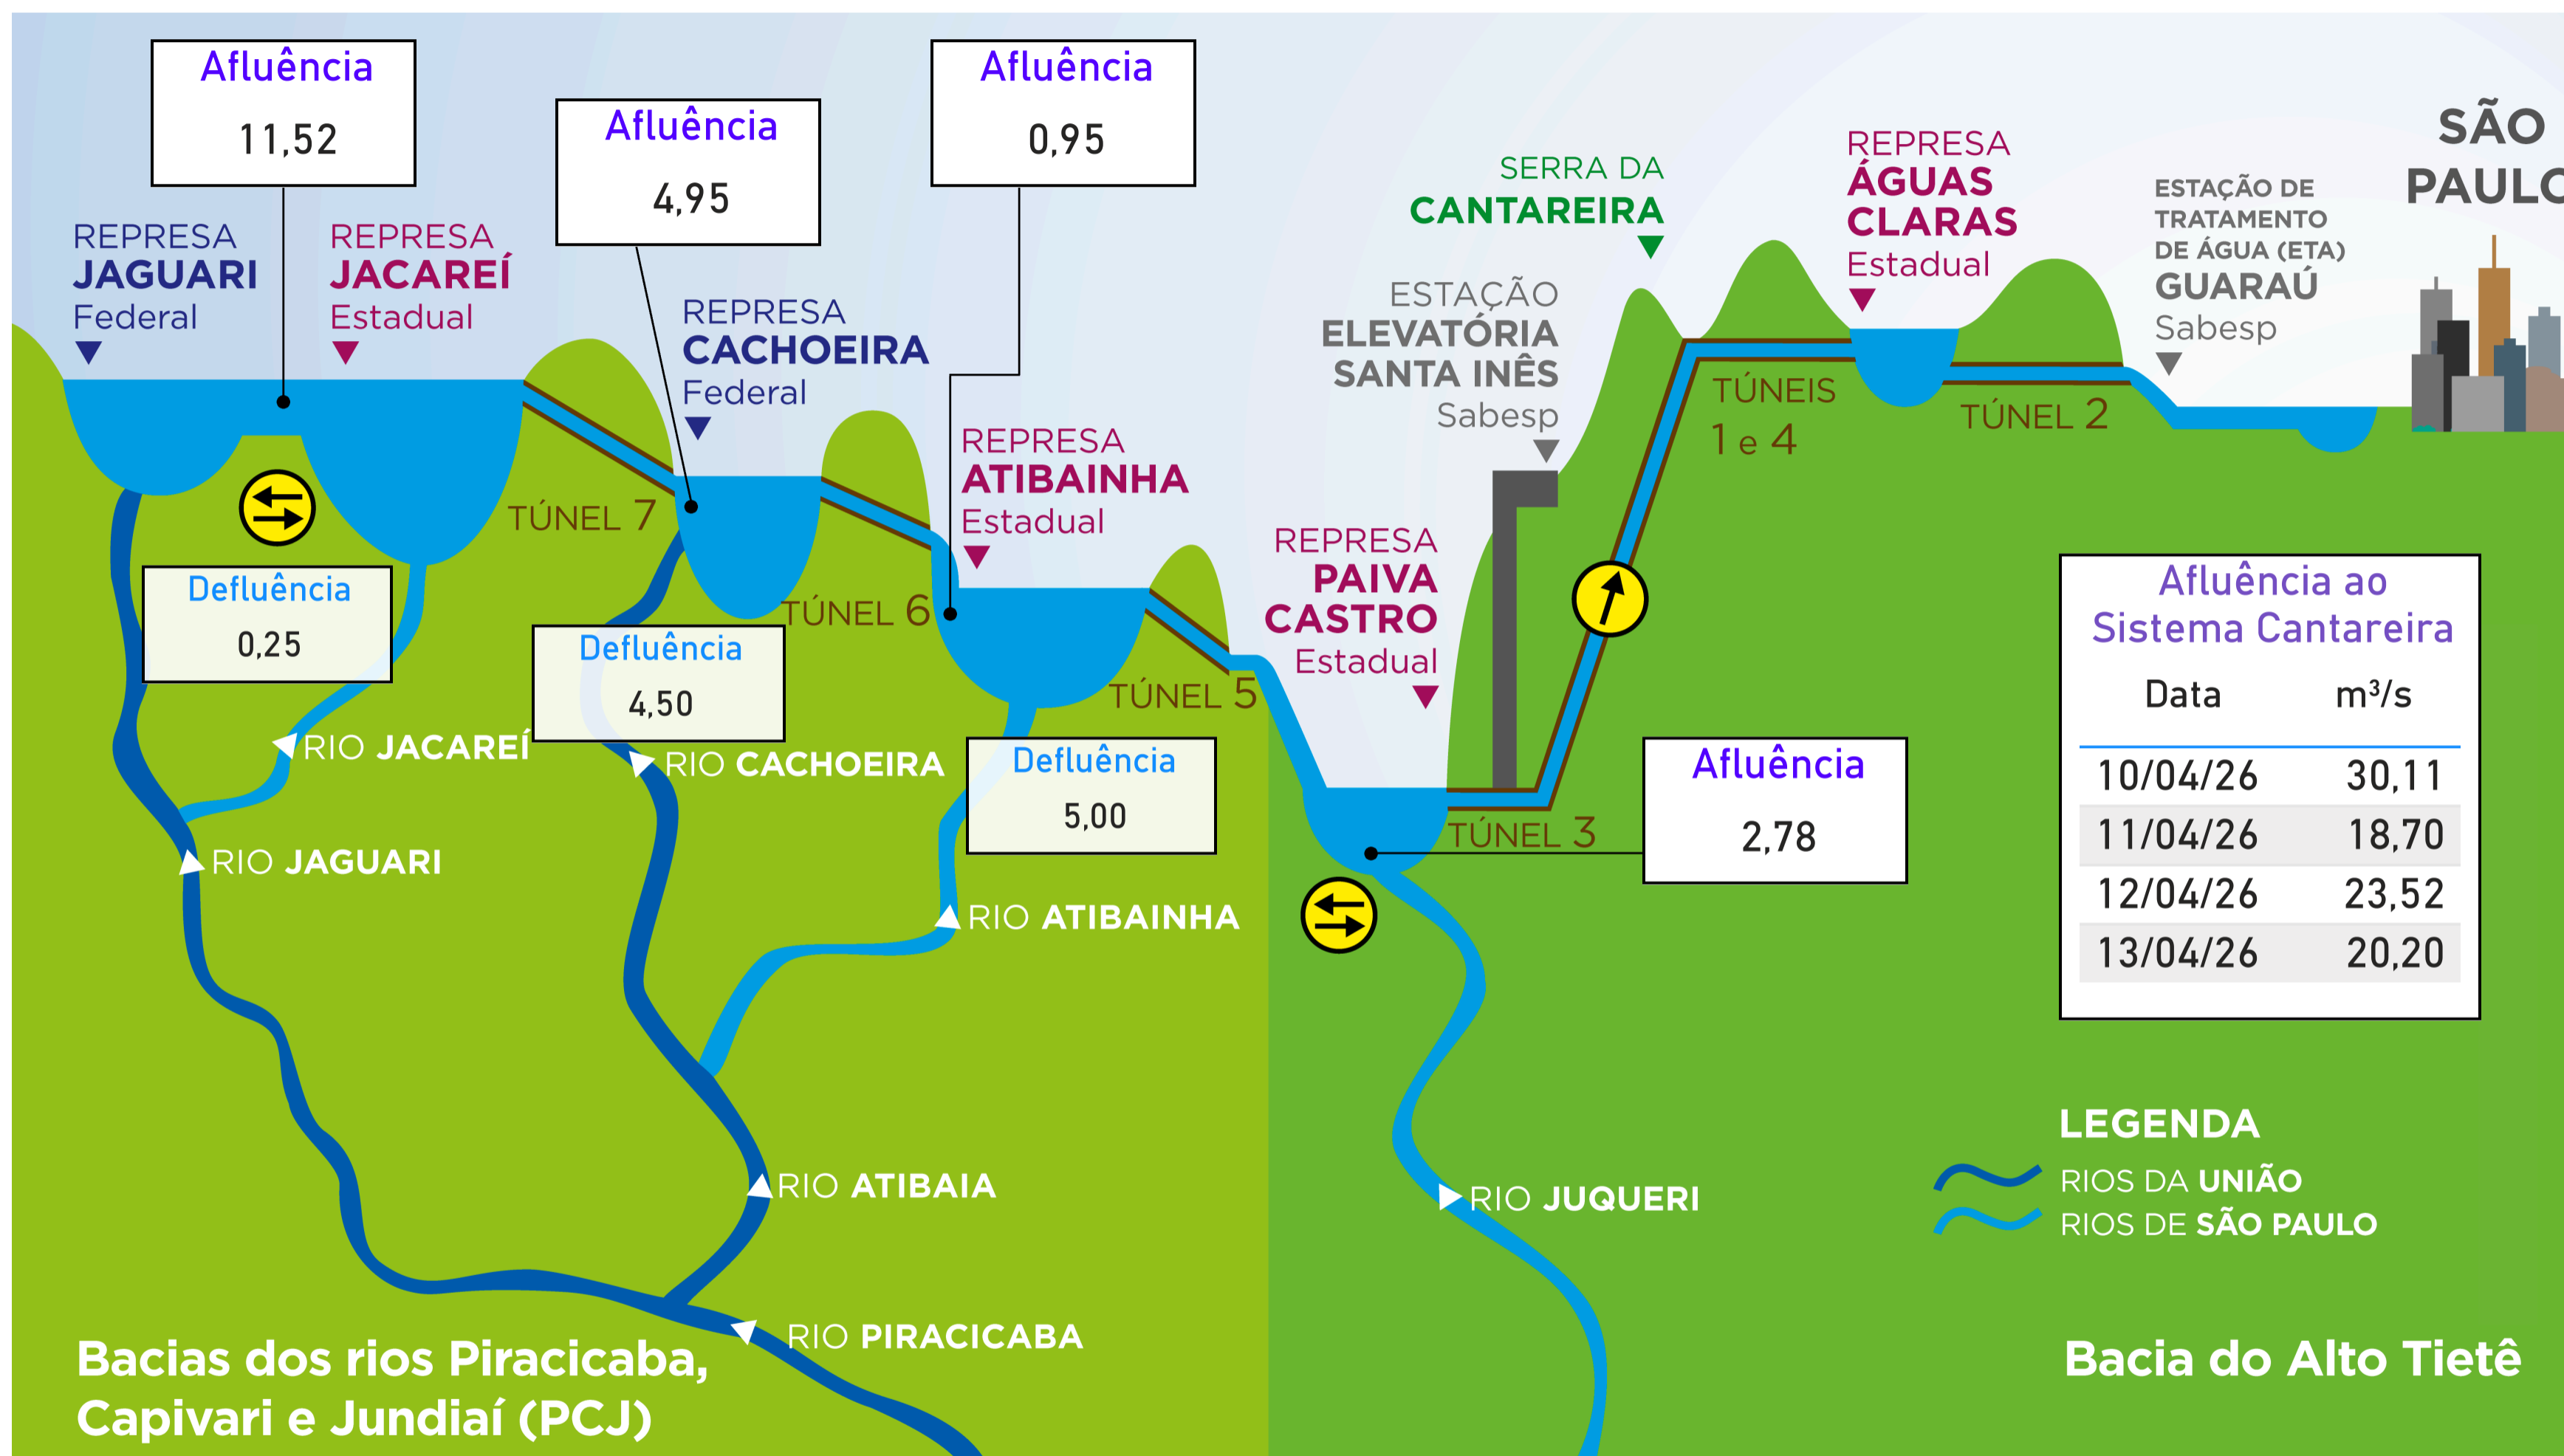 Afluência
11,52
Afluência
4,95
Afluência
0,95
REPRESA
JAGUARI
Federal
REPRESA
JACAREÍ
Estadual
REPRESA
CACHOEIRA
Federal
REPRESA
ATIBAINHA
Estadual
REPRESA
PAIVA
CASTRO
Estadual
SERRA DA
CANTAREIRA
ESTAÇÃO
ELEVATÓRIA
SANTA INÊS
Sabesp
REPRESA
ÁGUAS
CLARAS
Estadual
ESTAÇÃO DE
TRATAMENTO
DE ÁGUA (ETA)
GUARAÚ
Sabesp
SÃO
PAULO
TÚNEL 7
TÚNEL 6
TÚNEL 5
TÚNEL 3
TÚNEIS
1 e 4
TÚNEL 2
Defluência
0,25
Defluência
4,50
Defluência
5,00
Afluência
2,78
RIO JACAREÍ
RIO CACHOEIRA
RIO JAGUARI
RIO ATIBAINHA
RIO ATIBAIA
RIO JUQUERI
RIO PIRACICABA
Afluência ao
Sistema Cantareira
Data m³/s
10/04/26 30,11
11/04/26 18,70
12/04/26 23,52
13/04/26 20,20
LEGENDA
RIOS DA UNIÃO
RIOS DE SÃO PAULO
Bacias dos rios Piracicaba,
Capivari e Jundiaí (PCJ)
Bacia do Alto Tietê